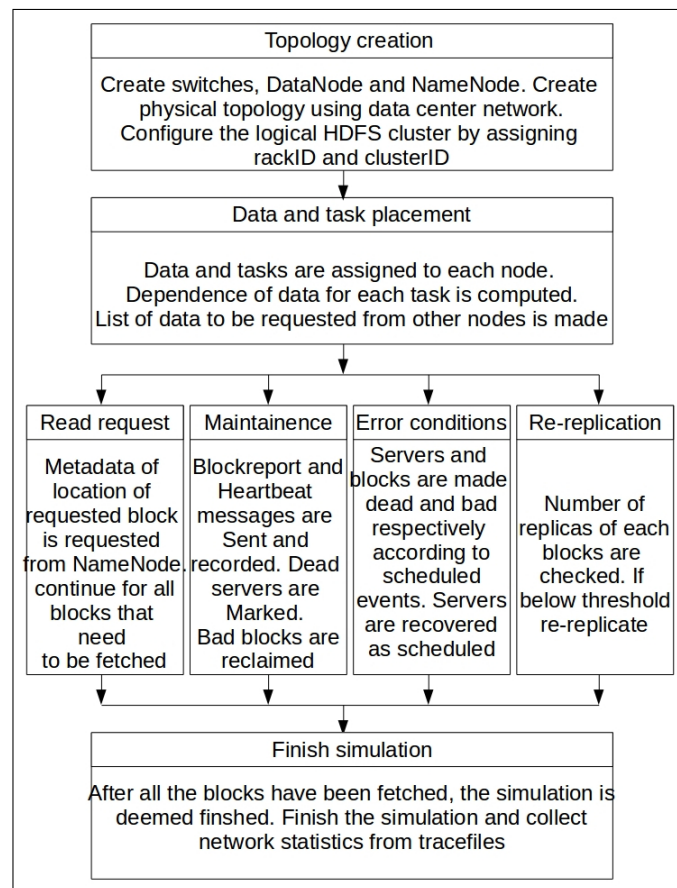 Topology creation
Create switches, DataNode and NameNode. Create
physical topology using data center network.
Configure the logical HDFS cluster by assigning
rackID and clusterID
Data and task placement
Data and tasks are assigned to each node.
Dependence of data for each task is computed.
List of data to be requested from other nodes is made
Read request
Metadata of
location of
requested block
is requested
from NameNode.
continue for all
blocks that
need
to be fetched
Maintainence
Blockreport and
Heartbeat
messages are
Sent and
recorded. Dead
servers are
Marked.
Bad blocks are
reclaimed
Error conditions
Servers and
blocks are made
dead and bad
respectively
according to
scheduled
events. Servers
are recovered
as scheduled
Re-replication
Number of
replicas of each
blocks are
checked. If
below threshold
re-replicate
Finish simulation
After all the blocks have been fetched, the simulation is
deemed finshed. Finish the simulation and collect
network statistics from tracefiles